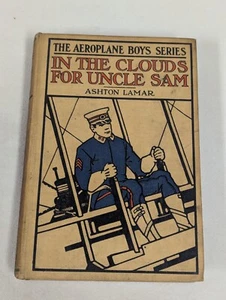 THE AEROPLANE BOYS SERIES
IN THE CLOUDS
FOR UNCLE SAM
ASHTON LAMAR